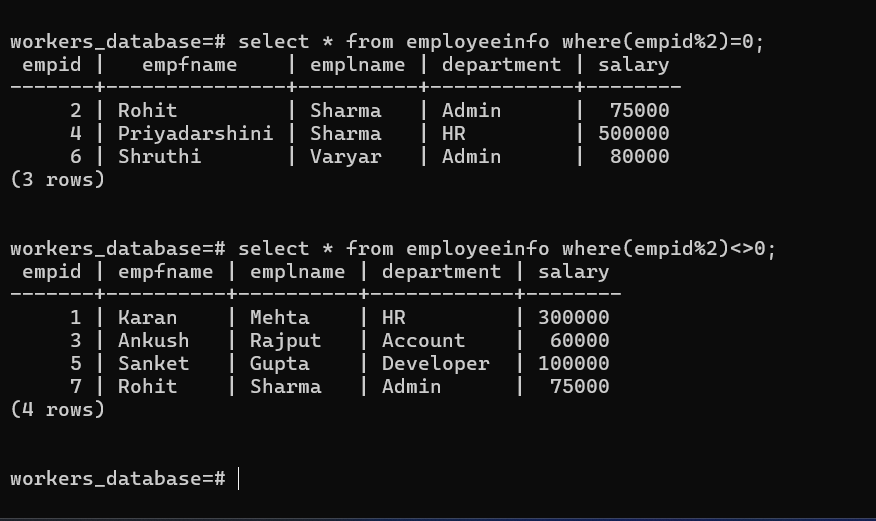 workers_database=# select * from employeeinfo where(empid%2)=0;
 empid |   empfname    | emplname | department | salary
-------+---------------+----------+------------+--------
     2 | Rohit         | Sharma   | Admin      |  75000
     4 | Priyadarshini | Sharma   | HR         | 500000
     6 | Shruthi       | Varyar   | Admin      |  80000
(3 rows)
workers_database=# select * from employeeinfo where(empid%2)<>0;
 empid | empfname | emplname | department | salary
-------+----------+----------+------------+--------
     1 | Karan    | Mehta    | HR         | 300000
     3 | Ankush   | Rajput   | Account    |  60000
     5 | Sanket   | Gupta    | Developer  | 100000
     7 | Rohit    | Sharma   | Admin      |  75000
(4 rows)
workers_database=#